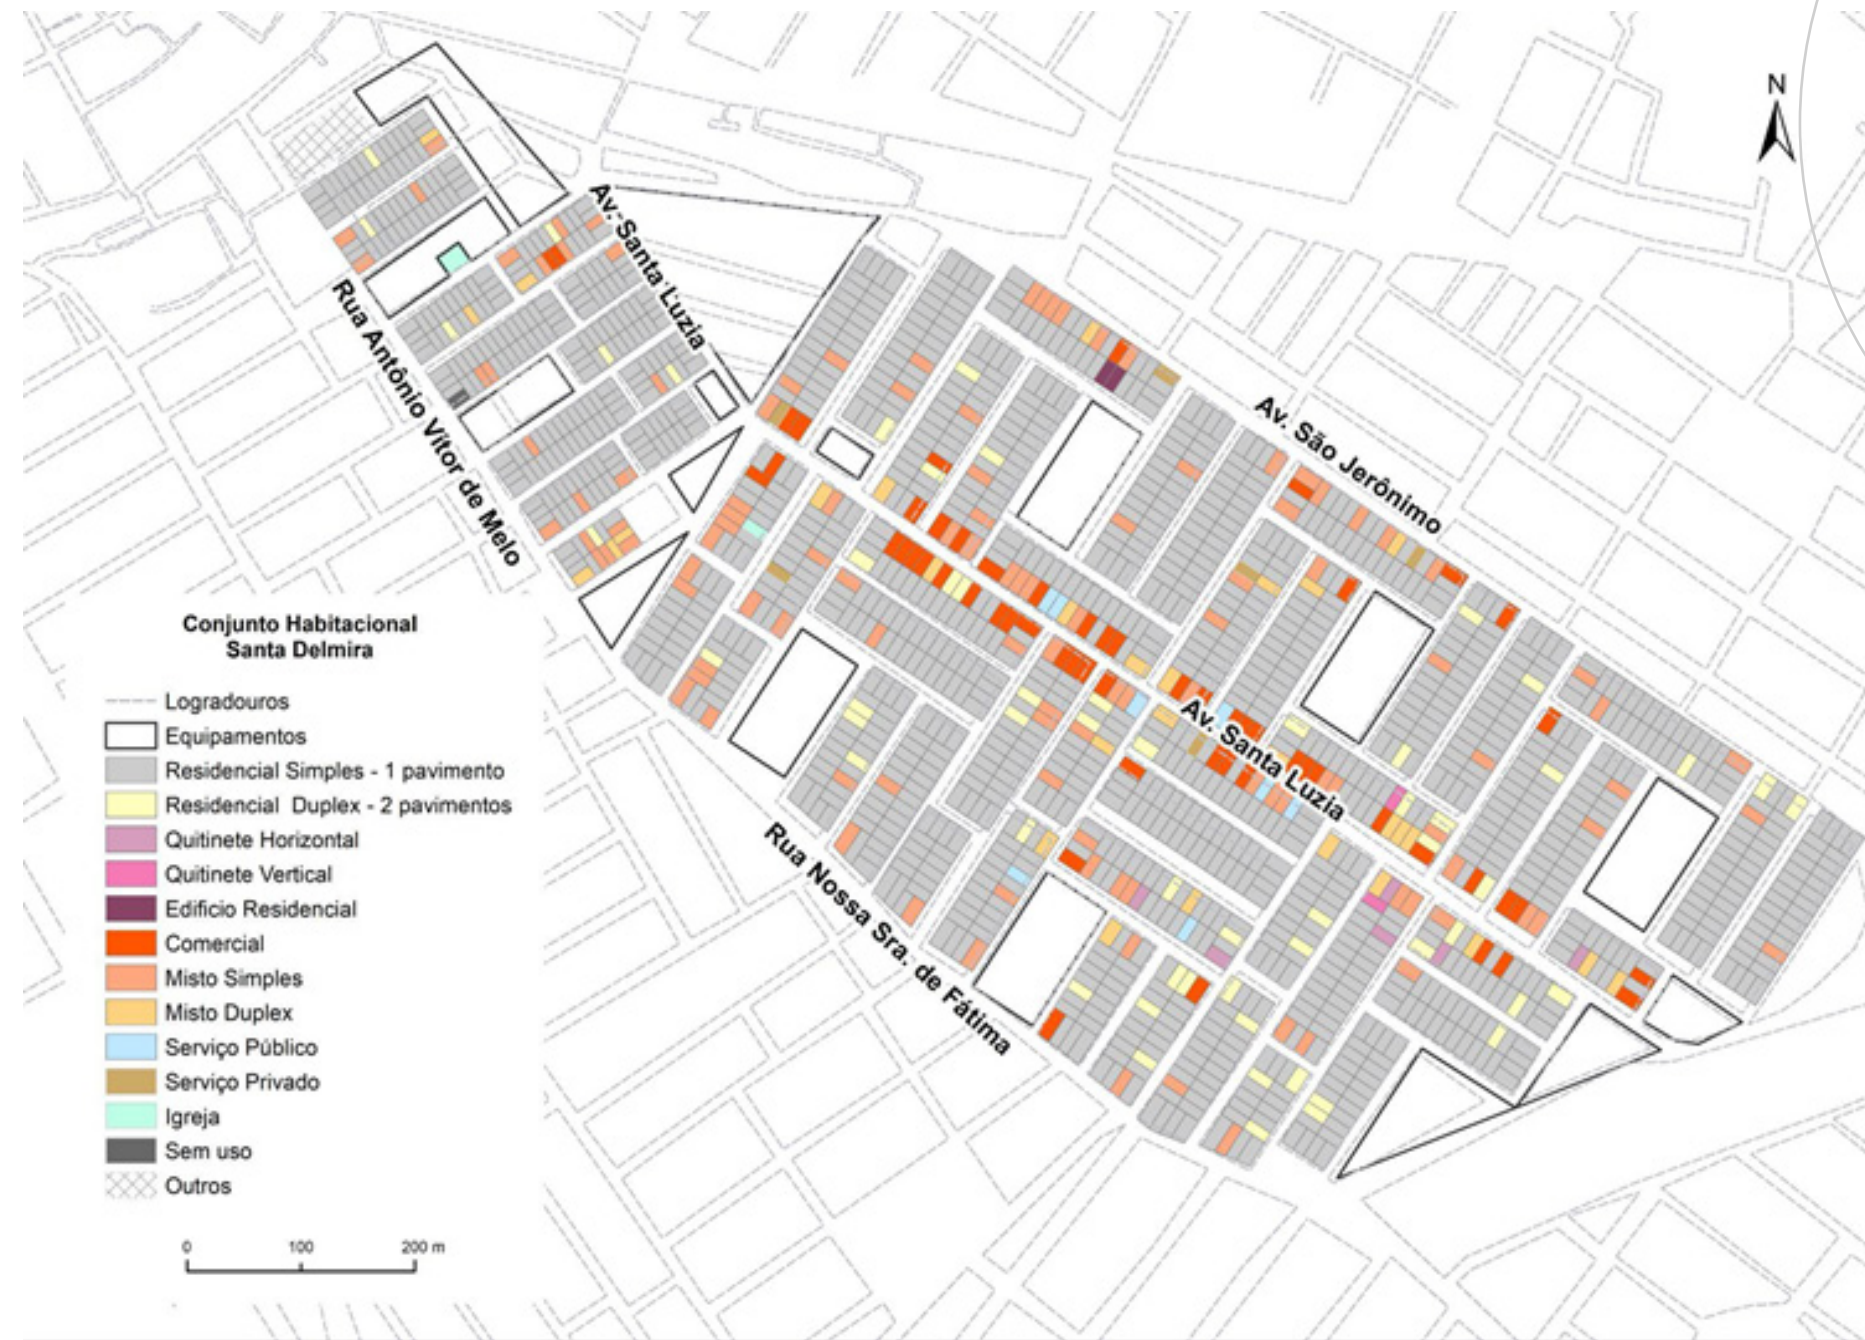 N
Av. Santa Luzia
Rua Antônio Vítor de Melo
Av. São Jerônimo
Av. Santa Luzia
Rua Nossa Sra. de Fátima
Conjunto Habitacional
Santa Delmira
Logradouros
Equipamentos
Residencial Simples - 1 pavimento
Residencial Duplex - 2 pavimentos
Quitinete Horizontal
Quitinete Vertical
Edificio Residencial
Comercial
Misto Simples
Misto Duplex
Serviço Público
Serviço Privado
Igreja
Sem uso
Outros
0 100 200 m